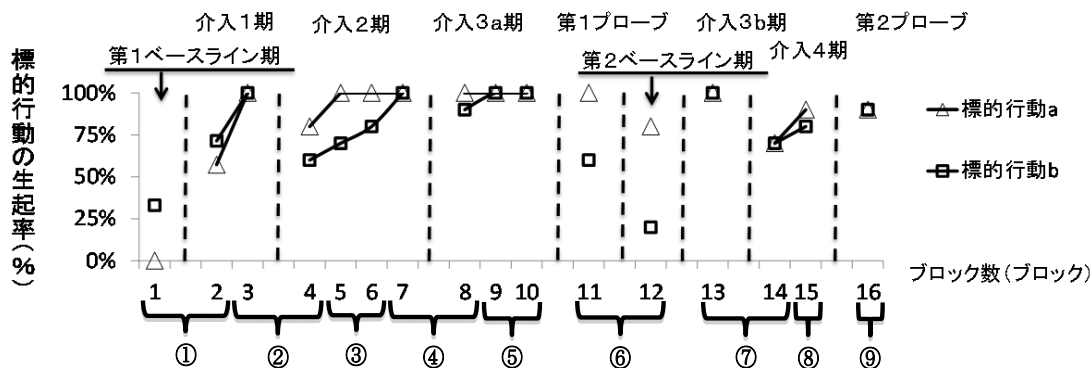 介入1期 介入2期 介入3a期 第1プローブ 介入3b期 第2プローブ
第1ベースライン期 第2ベースライン期 介入4期
標的行動の生起率(%)
100%
75%
50%
25%
0%
標的行動a
標的行動b
1 2 3 4 5 6 7 8 9 10 11 12 13 14 15 16 ブロック数(ブロック)
① ② ③ ④ ⑤ ⑥ ⑦ ⑧ ⑨